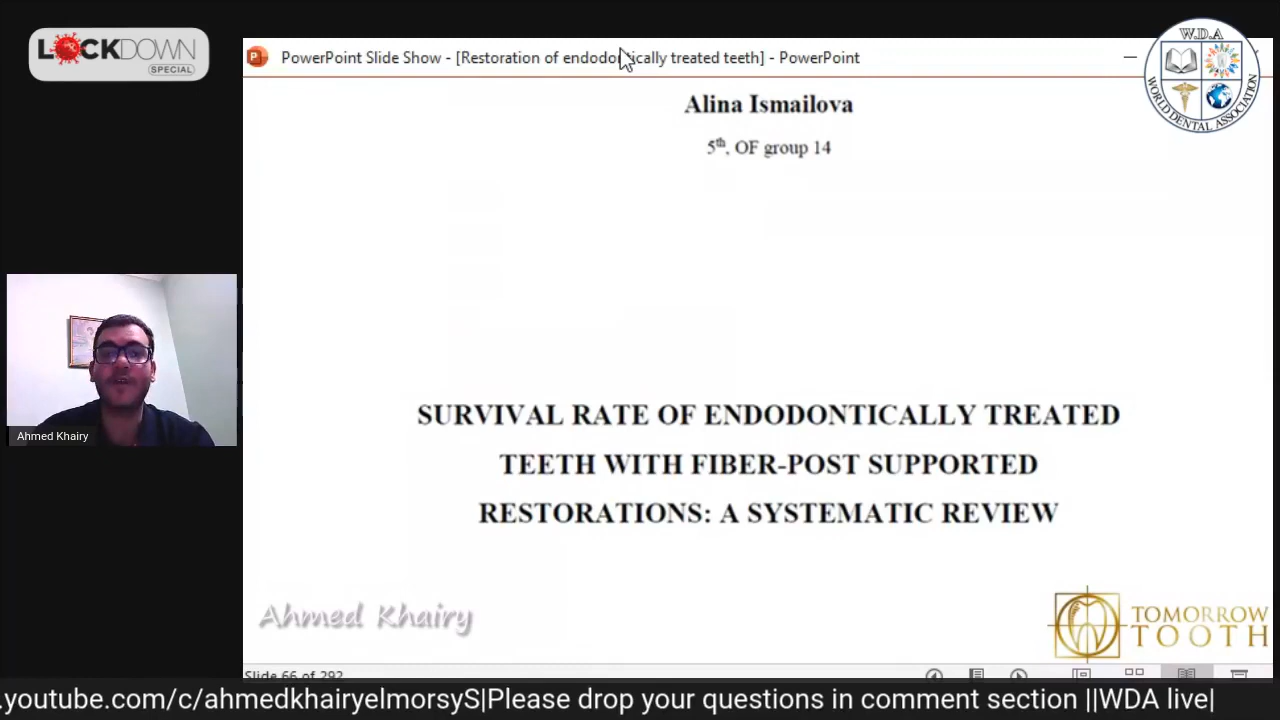 LOCKDOWN
SPECIAL
PowerPoint Slide Show - [Restoration of endodontically treated teeth] - PowerPoint
W.D.A
WORLD DENTAL ASSOCIATION
Alina Ismailova
5th, OF group 14
Ahmed Khairy
SURVIVAL RATE OF ENDODONTICALLY TREATED
TEETH WITH FIBER-POST SUPPORTED
RESTORATIONS: A SYSTEMATIC REVIEW
Ahmed Khairy
TOMORROW
TOOTH
Slide 66 of 292
.youtube.com/c/ahmedkhairyelmorsyS|Please drop your questions in comment section ||WDA live|